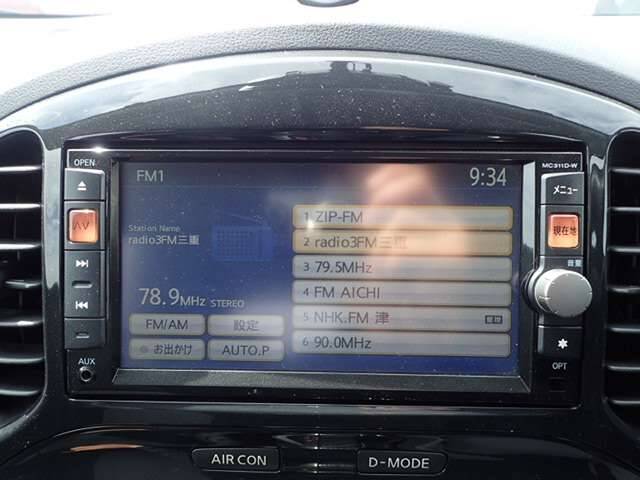 OPEN
MC311D-W
FM1
9:34
メニュー
AV
1 ZIP-FM
現在地
Station Name
2 radio3FM三重
radio3FM三重
3 79.5MHz
音量
78.9MHz STEREO
4 FM AICHI
FM/AM
設定
5 NHK.FM 津
お出かけ
AUTO.P
6 90.0MHz
AUX
OPT
AIR CON
D-MODE